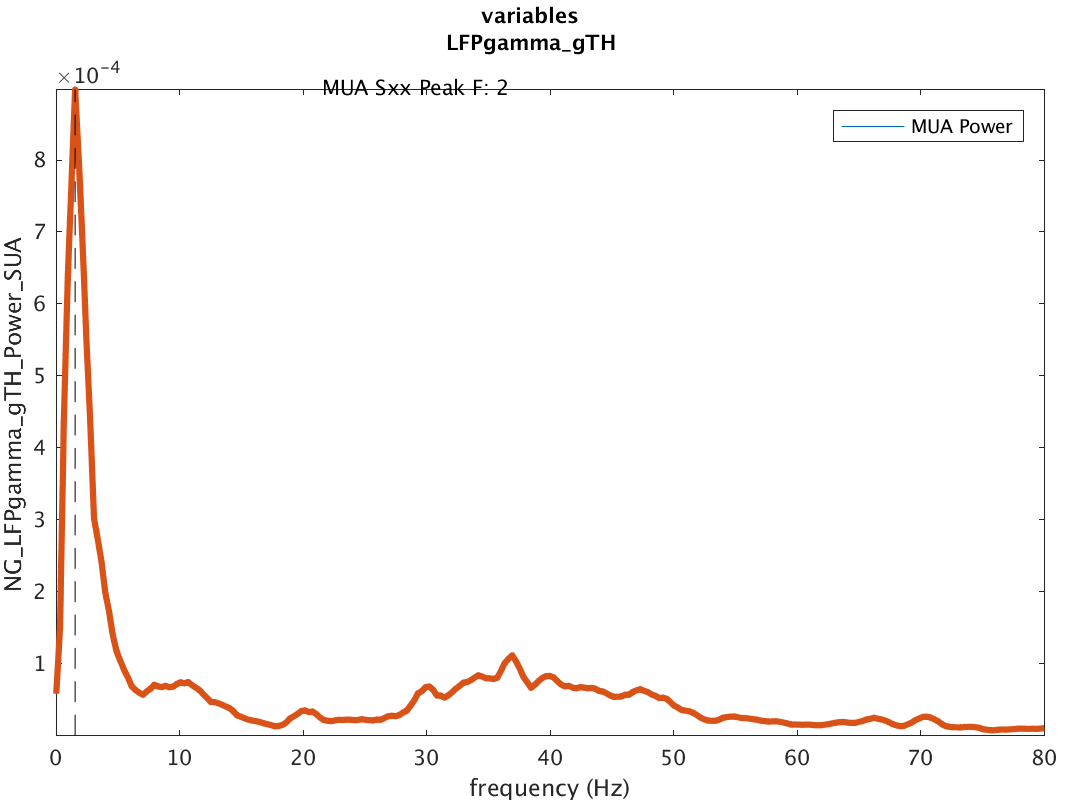 variables
LFPgamma_gTH
×10⁻⁴
MUA Sxx Peak F: 2
MUA Power
8
7
6
5
4
3
2
1
NG_LFPgamma_gTH_Power_SUA
0 10 20 30 40 50 60 70 80
frequency (Hz)